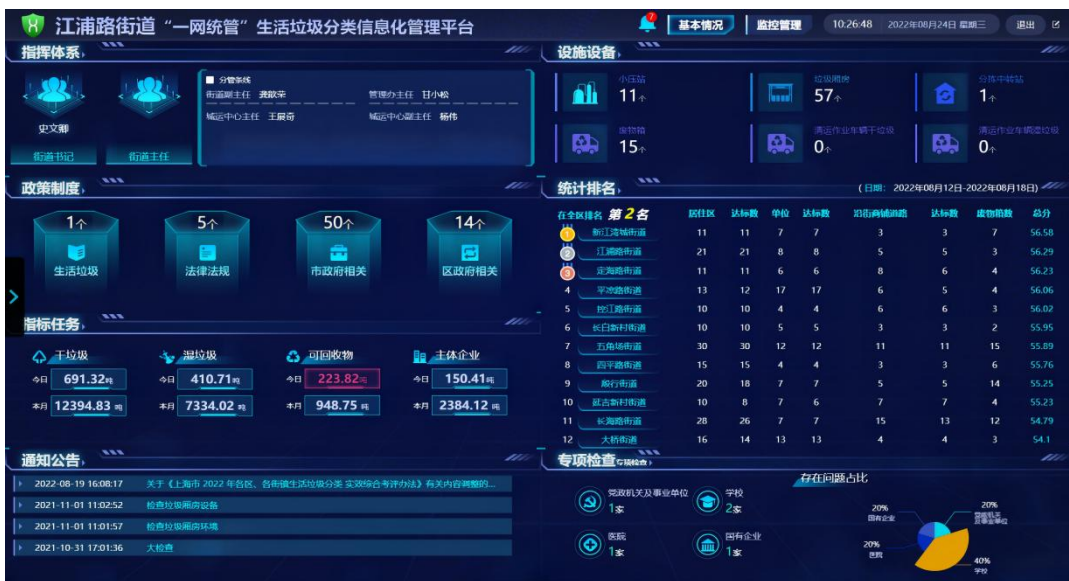 江浦路街道“一网统管”生活垃圾分类信息化管理平台
2
基本情况
监控管理
10:26:48 2022年08月24日 星期三
退出
指挥体系
史文卿
街道书记
街道主任
分管条线
街道副主任 龚歆荣 管理办主任 甘小松
城运中心主任 王晨奇 城运中心副主任 杨伟
设施设备
小压站
11个
垃圾厢房
57个
分拣中转站
1个
废物箱
15个
清运作业车辆干垃圾
0个
清运作业车辆湿垃圾
0个
政策制度
1个
生活垃圾
5个
法律法规
50个
市政府相关
14个
区政府相关
指标任务
干垃圾
今日 691.32吨
本月 12394.83 吨
湿垃圾
今日 410.71吨
本月 7334.02 吨
可回收物
今日 223.82吨
本月 948.75 吨
主体企业
今日 150.41吨
本月 2384.12 吨
统计排名
（日期: 2022年08月12日-2022年08月18日）
在全区排名 第 2 名 居住区 达标数 单位 达标数 沿街商铺道路 达标数 废物箱数 总分
1 新江湾城街道 11 11 7 7 3 3 7 56.58
2 江浦路街道 21 21 8 8 5 5 3 56.29
3 定海路街道 11 11 6 6 8 6 4 56.23
4 平凉路街道 13 12 17 17 6 5 4 56.06
5 控江路街道 10 10 4 4 6 6 3 56.02
6 长白新村街道 10 10 5 5 3 3 2 55.95
7 五角场街道 30 30 12 12 11 11 15 55.89
8 四平路街道 15 15 4 4 3 3 6 55.76
9 殷行街道 20 18 7 7 5 5 14 55.25
10 延吉新村街道 10 8 7 6 7 7 4 55.23
11 长海路街道 28 26 7 7 15 13 12 54.79
12 大桥街道 16 14 13 13 4 4 3 54.1
通知公告
2022-08-19 16:08:17 关于《上海市 2022 年各区、各街镇生活垃圾分类 实效综合考评办法》有关内容调整的...
2021-11-01 11:02:52 检查垃圾厢房设备
2021-11-01 11:01:57 检查垃圾厢房环境
2021-10-31 17:01:36 大检查
专项检查 专项检查
党政机关及事业单位
1家
学校
2家
医院
1家
国有企业
1家
存在问题占比
20%
国有企业
20%
党政机关
及事业单位
20%
医院
40%
学校